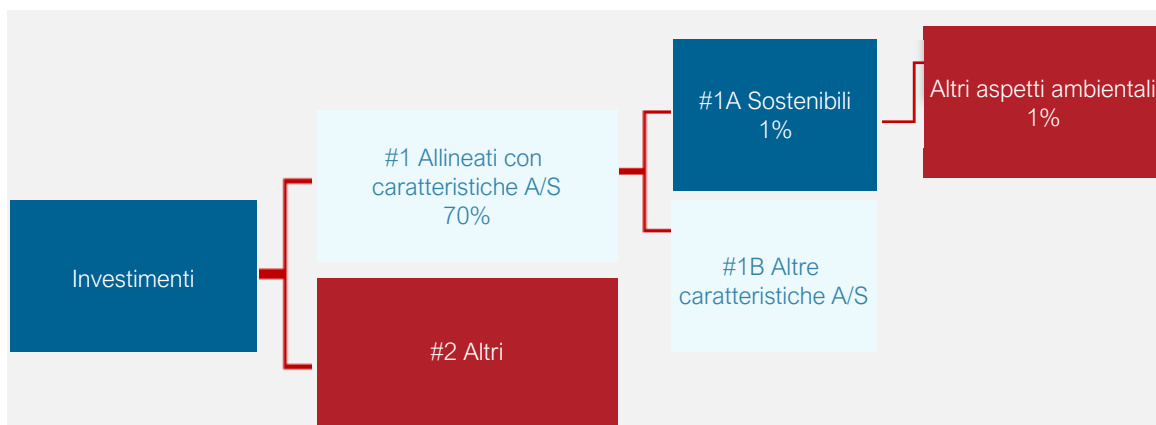 Investimenti
#1 Allineati con
caratteristiche A/S
70%
#2 Altri
#1A Sostenibili
1%
#1B Altre
caratteristiche A/S
Altri aspetti ambientali
1%